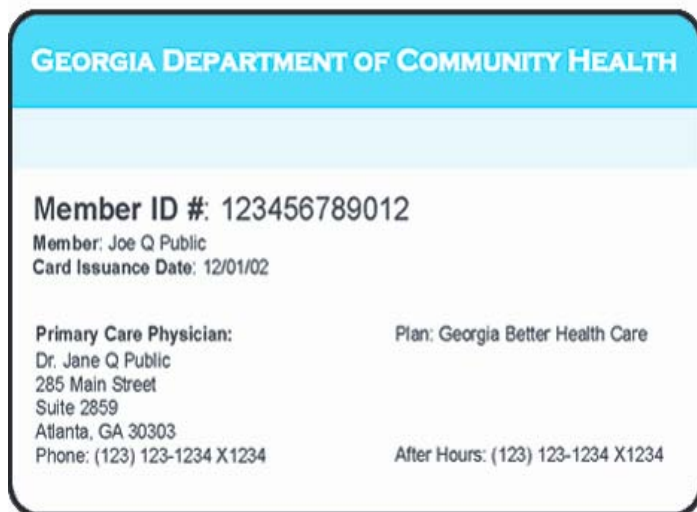 GEORGIA DEPARTMENT OF COMMUNITY HEALTH
Member ID #: 123456789012
Member: Joe Q Public
Card Issuance Date: 12/01/02
Primary Care Physician:
Dr. Jane Q Public
285 Main Street
Suite 2859
Atlanta, GA 30303
Phone: (123) 123-1234 X1234
Plan: Georgia Better Health Care
After Hours: (123) 123-1234 X1234